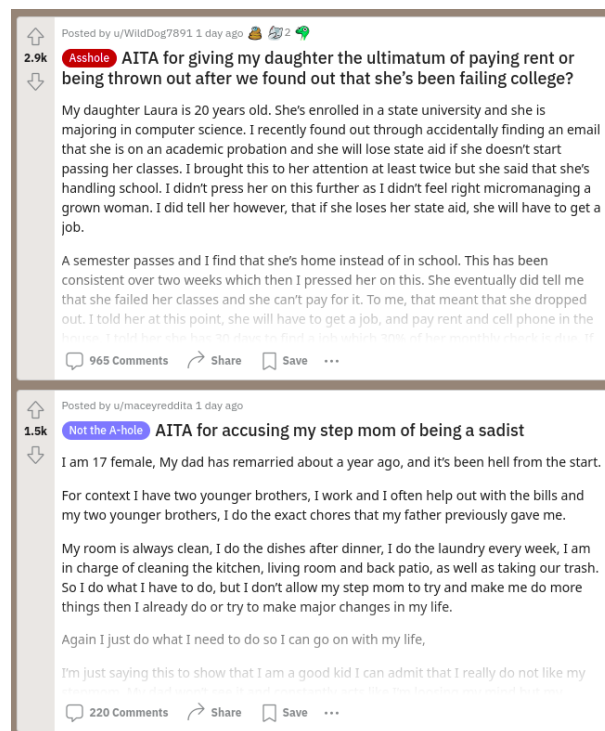 Posted by u/WildDog7891 1 day ago 2
2.9k
Asshole AITA for giving my daughter the ultimatum of paying rent or
being thrown out after we found out that she's been failing college?
My daughter Laura is 20 years old. She's enrolled in a state university and she is
majoring in computer science. I recently found out through accidentally finding an email
that she is on an academic probation and she will lose state aid if she doesn't start
passing her classes. I brought this to her attention at least twice but she said that she's
handling school. I didn't press her on this further as I didn't feel right micromanaging a
grown woman. I did tell her however, that if she loses her state aid, she will have to get a
job.
A semester passes and I find that she's home instead of in school. This has been
consistent over two weeks which then I pressed her on this. She eventually did tell me
that she failed her classes and she can't pay for it. To me, that meant that she dropped
out. I told her at this point, she will have to get a job, and pay rent and cell phone in the
house. I told her she has 30 days to find a job which 30% of her monthly check is due. If
965 Comments Share Save ...
Posted by u/maceyreddita 1 day ago
1.5k
Not the A-hole AITA for accusing my step mom of being a sadist
I am 17 female, My dad has remarried about a year ago, and it's been hell from the start.
For context I have two younger brothers, I work and I often help out with the bills and
my two younger brothers, I do the exact chores that my father previously gave me.
My room is always clean, I do the dishes after dinner, I do the laundry every week, I am
in charge of cleaning the kitchen, living room and back patio, as well as taking our trash.
So I do what I have to do, but I don't allow my step mom to try and make me do more
things then I already do or try to make major changes in my life.
Again I just do what I need to do so I can go on with my life,
I'm just saying this to show that I am a good kid I can admit that I really do not like my
220 Comments Share Save ...